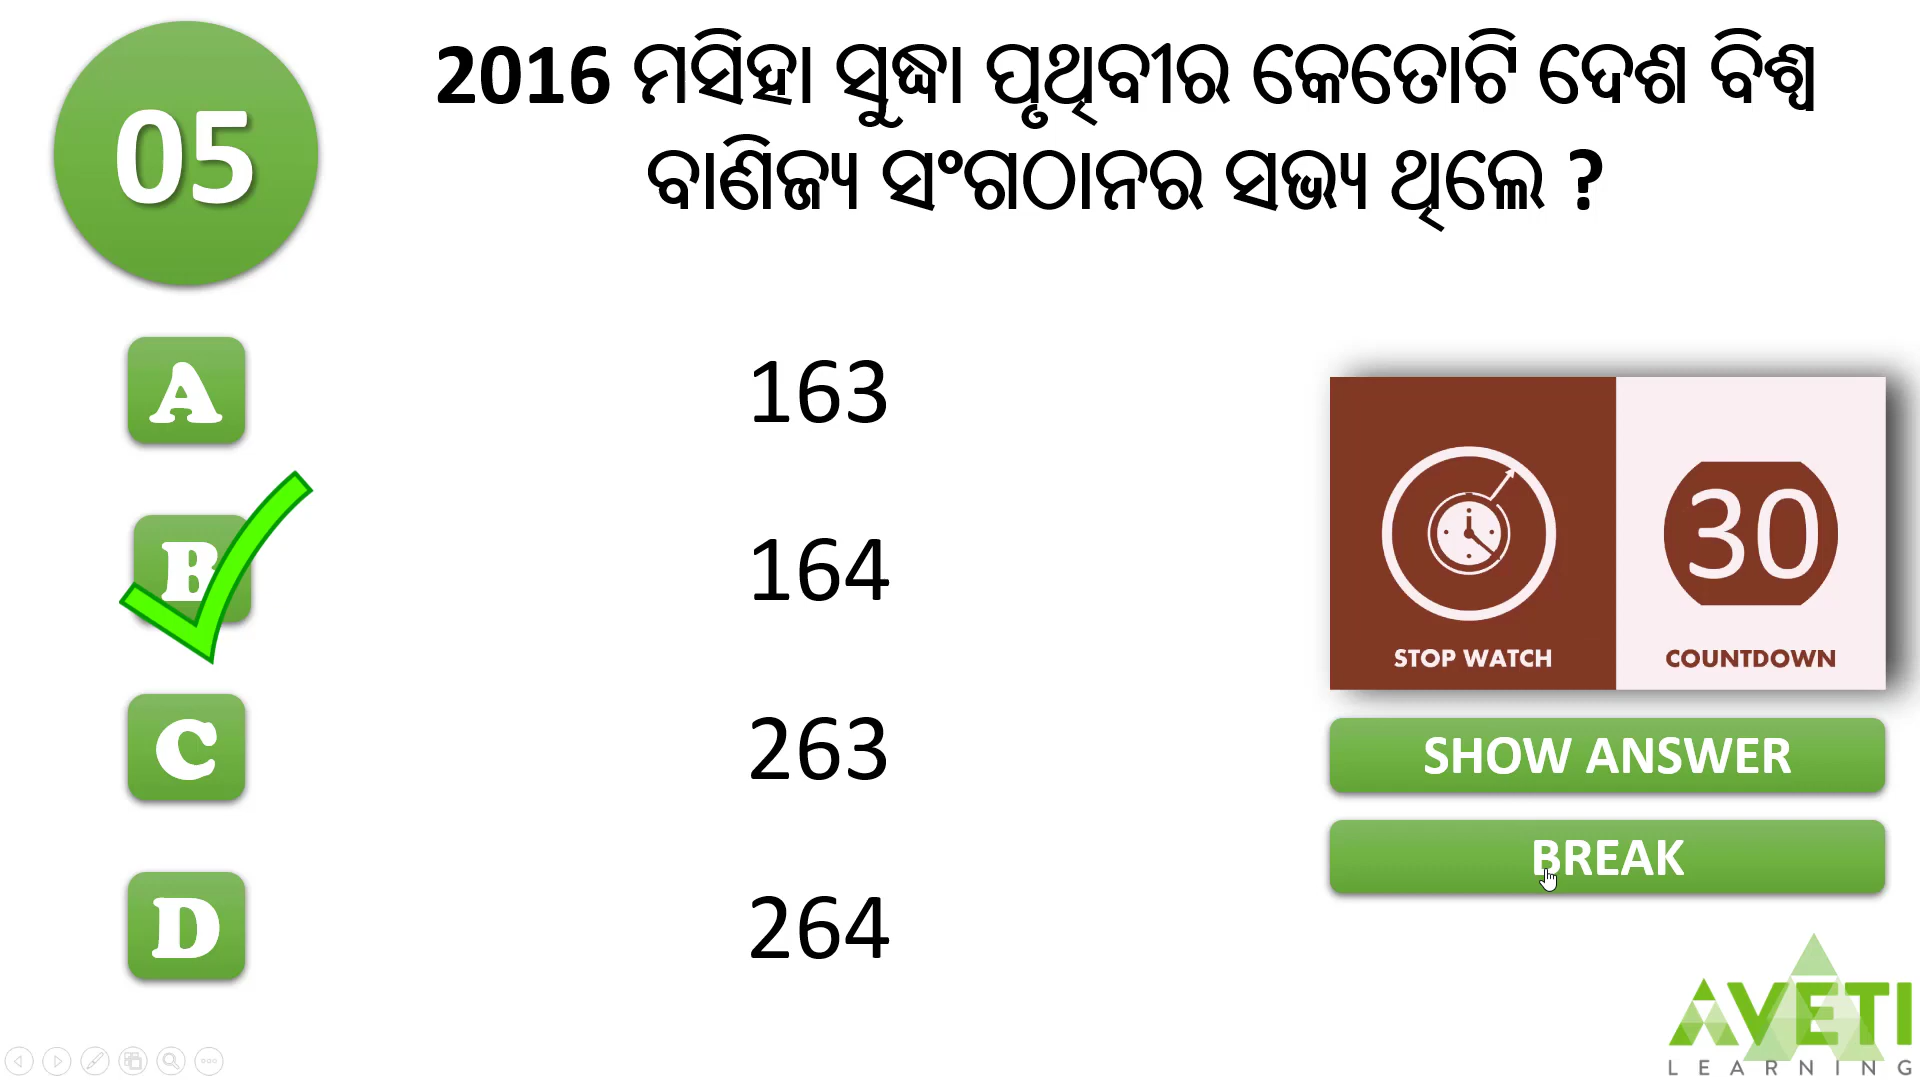 05
2016 ମସିହା ସୁଦ୍ଧା ପୃଥିବୀର କେତୋଟି ଦେଶ ବିଶ୍ୱ
ବାଣିଜ୍ୟ ସଂଗଠାନର ସଭ୍ୟ ଥିଲେ ?
A 163
B 164
C 263
D 264
30
STOP WATCH
COUNTDOWN
SHOW ANSWER
BREAK
AVETI
LEARNING